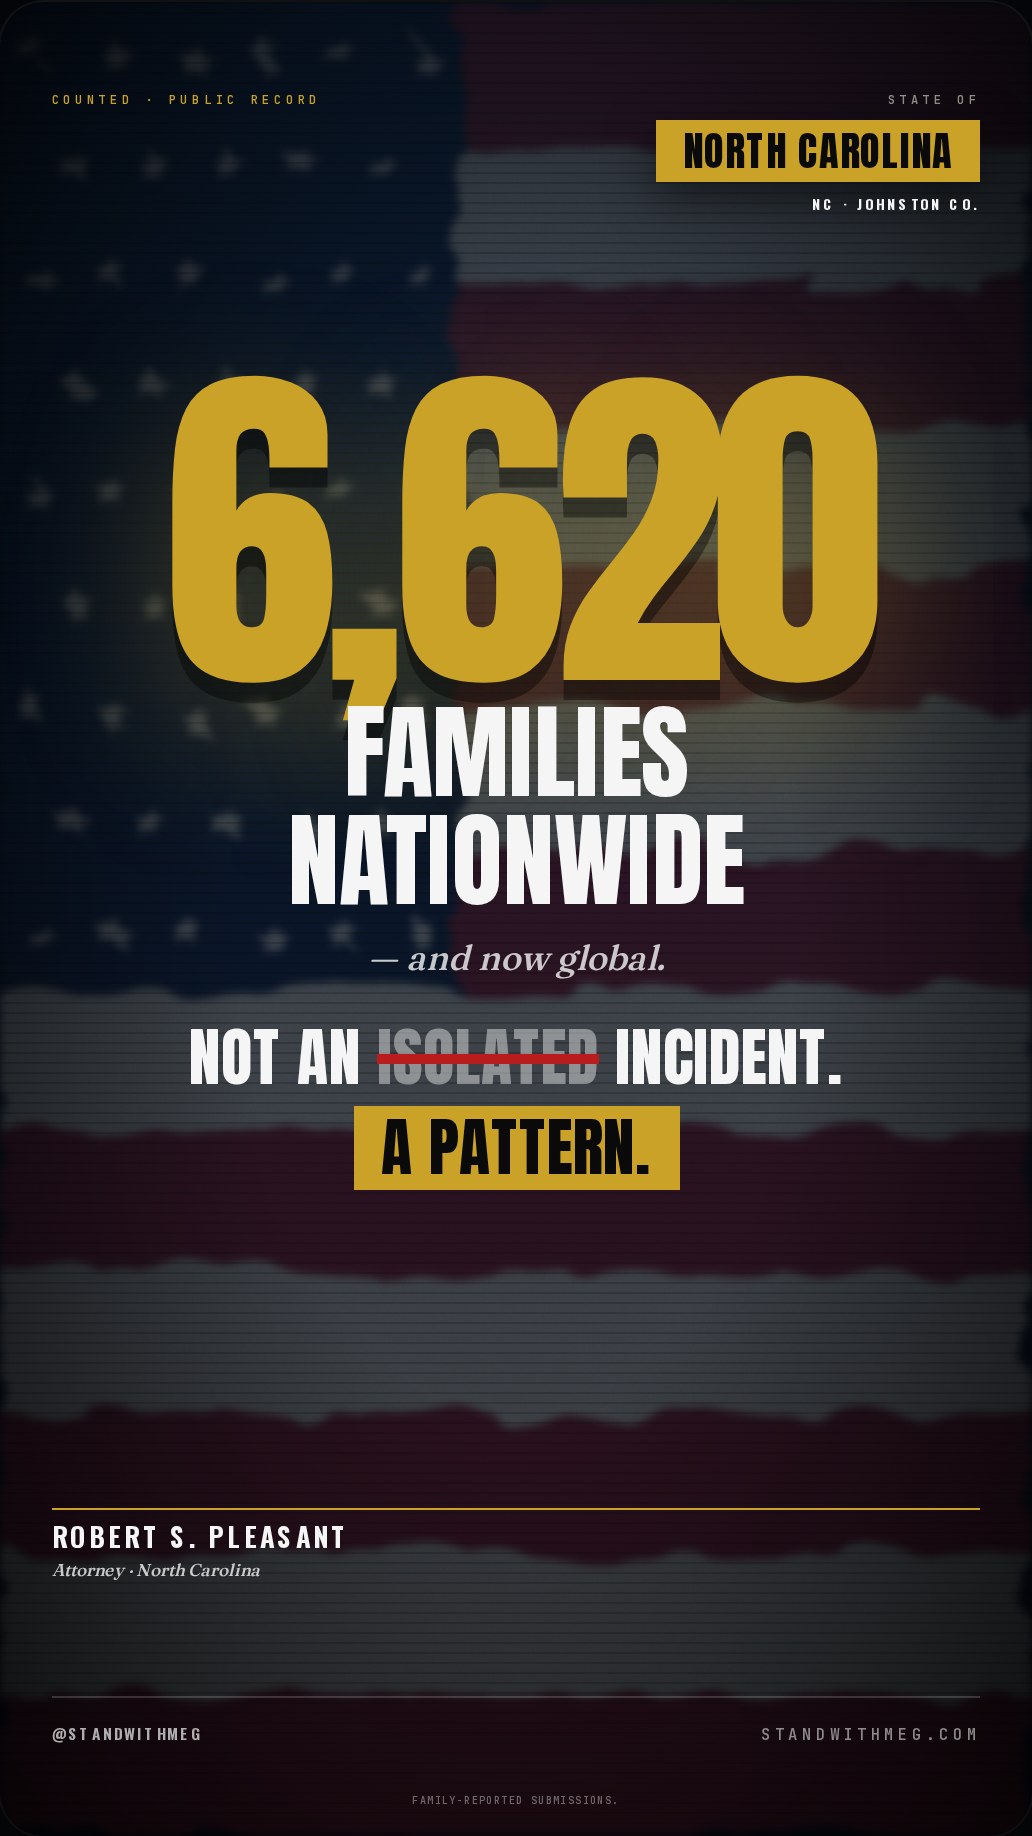 COUNTED · PUBLIC RECORD
STATE OF
NORTH CAROLINA
NC · JOHNSTON CO.
6,620
FAMILIES
NATIONWIDE
— and now global.
NOT AN ISOLATED INCIDENT.
A PATTERN.
ROBERT S. PLEASANT
Attorney · North Carolina
@STANDWITHMEG
STANDWITHMEG.COM
FAMILY-REPORTED SUBMISSIONS.